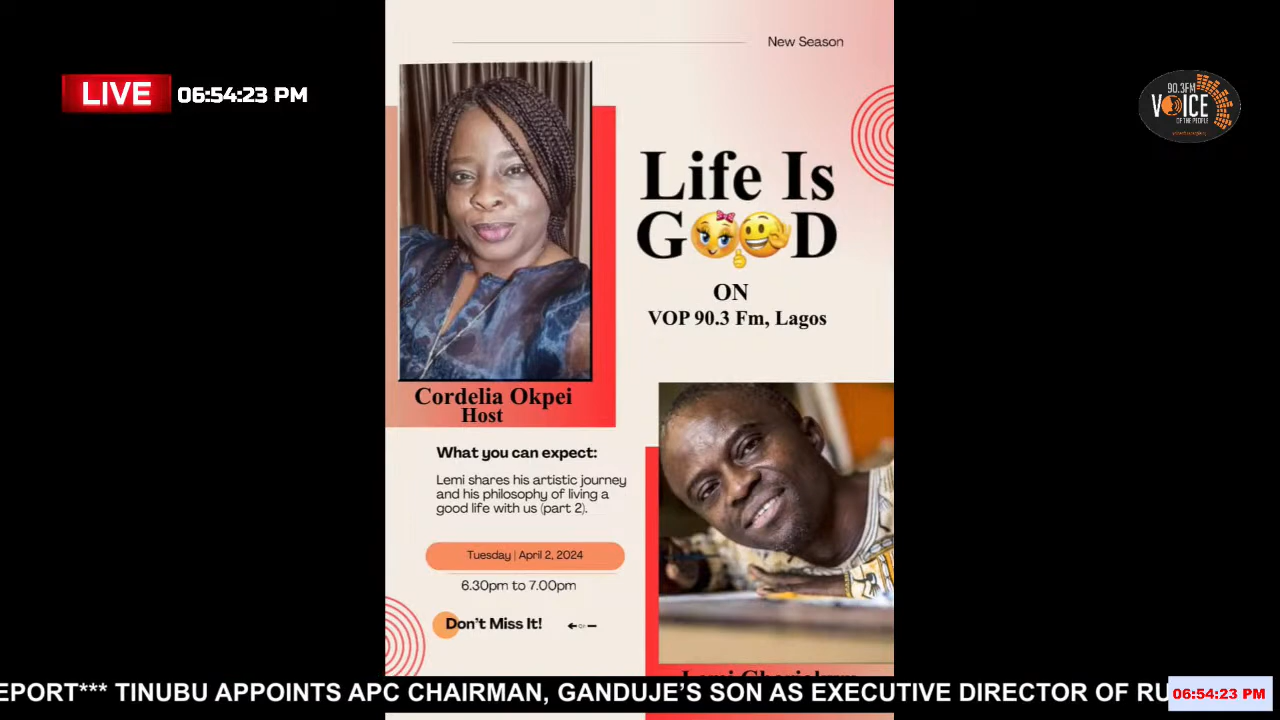 New Season
LIVE 06:54:23 PM
90.3FM
VOICE
OF THE PEOPLE
Life Is
GOOD
ON
VOP 90.3 Fm, Lagos
Cordelia Okpei
Host
What you can expect:
Lemi shares his artistic journey
and his philosophy of living a
good life with us (part 2).
Tuesday | April 2, 2024
6.30pm to 7.00pm
Don't Miss It!
EPORT*** TINUBU APPOINTS APC CHAIRMAN, GANDUJE'S SON AS EXECUTIVE DIRECTOR OF RU
06:54:23 PM